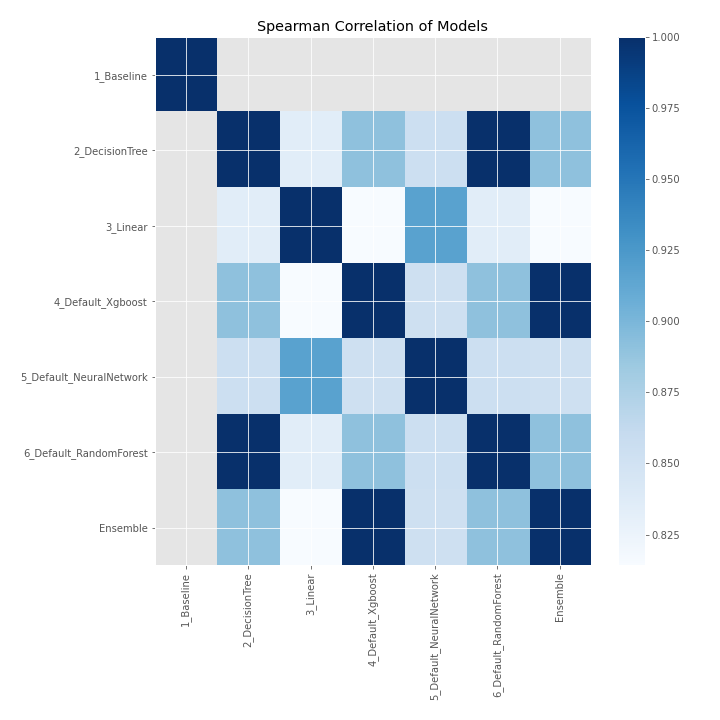 Spearman Correlation of Models
1_Baseline
2_DecisionTree
3_Linear
4_Default_Xgboost
5_Default_NeuralNetwork
6_Default_RandomForest
Ensemble
1_Baseline
2_DecisionTree
3_Linear
4_Default_Xgboost
5_Default_NeuralNetwork
6_Default_RandomForest
Ensemble
1.000
0.975
0.950
0.925
0.900
0.875
0.850
0.825